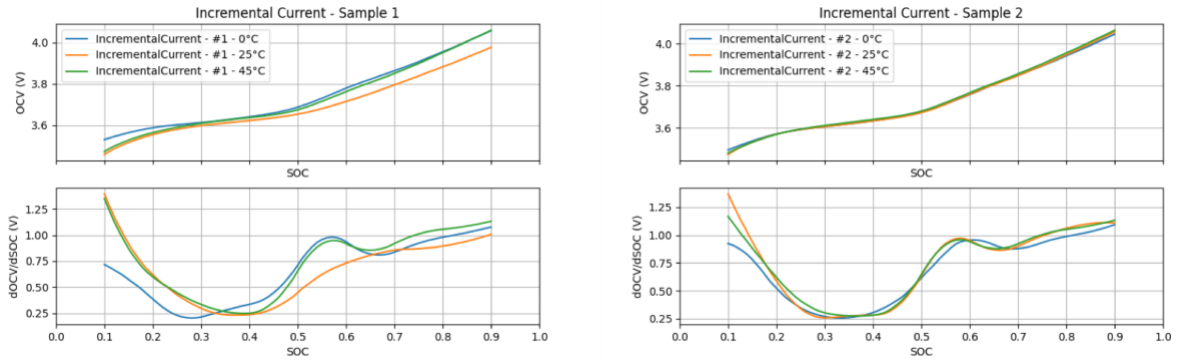 Incremental Current - Sample 1
IncrementalCurrent - #1 - 0°C
IncrementalCurrent - #1 - 25°C
IncrementalCurrent - #1 - 45°C
OCV (V)
4.0
3.8
3.6
SOC
dOCV/dSOC (V)
1.25
1.00
0.75
0.50
0.25
0.0 0.1 0.2 0.3 0.4 0.5 0.6 0.7 0.8 0.9 1.0
SOC
Incremental Current - Sample 2
IncrementalCurrent - #2 - 0°C
IncrementalCurrent - #2 - 25°C
IncrementalCurrent - #2 - 45°C
OCV (V)
4.0
3.8
3.6
SOC
dOCV/dSOC (V)
1.25
1.00
0.75
0.50
0.25
0.0 0.1 0.2 0.3 0.4 0.5 0.6 0.7 0.8 0.9 1.0
SOC